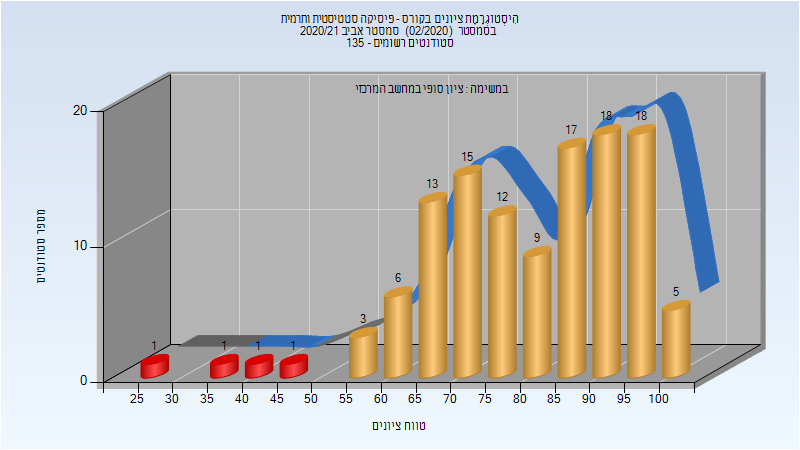 היסטוגרמת ציונים בקורס - פיסיקה סטטיסטית ותרמית
בסמסטר (02/2020) סמסטר אביב 2020/21
סטודנטים רשומים - 135
במשימה : ציון סופי במחשב המרכזי
20
10
0
מספר סטודנטים
1 1 1 1 3 6 13 15 12 9 17 18 18 5
25 30 35 40 45 50 55 60 65 70 75 80 85 90 95 100
טווח ציונים